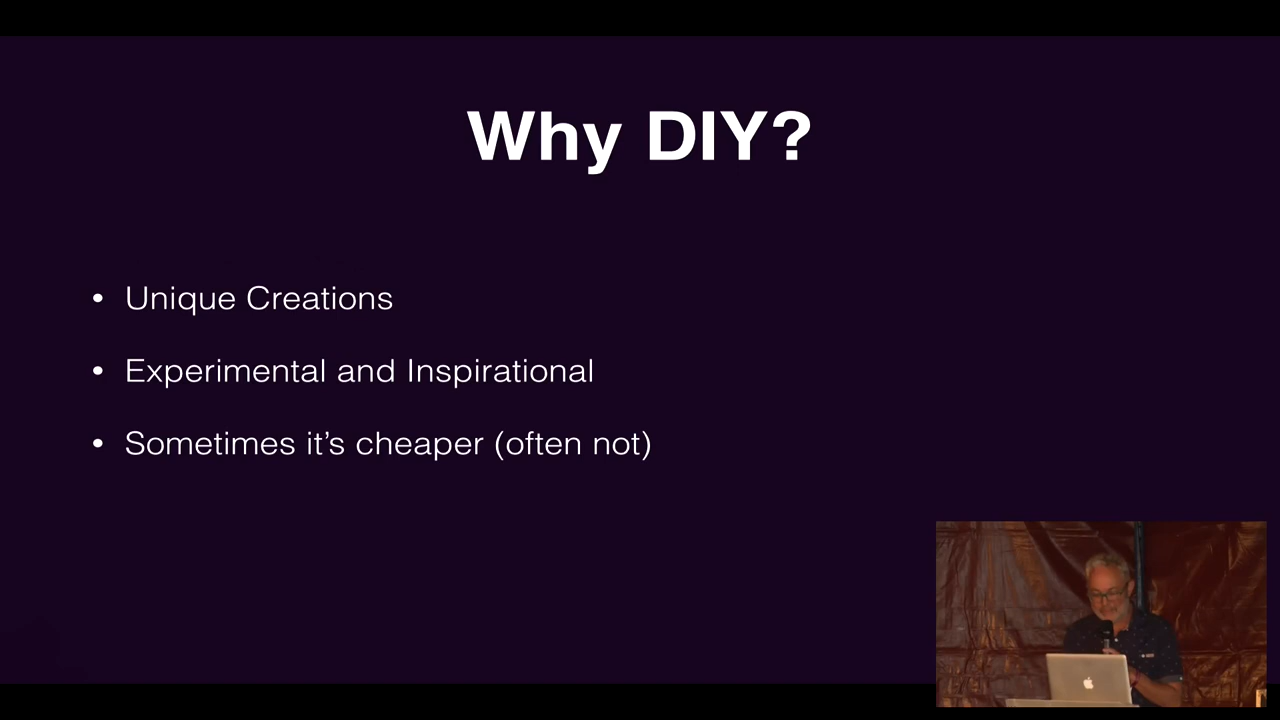 Why DIY?
• Unique Creations
• Experimental and Inspirational
• Sometimes it’s cheaper (often not)